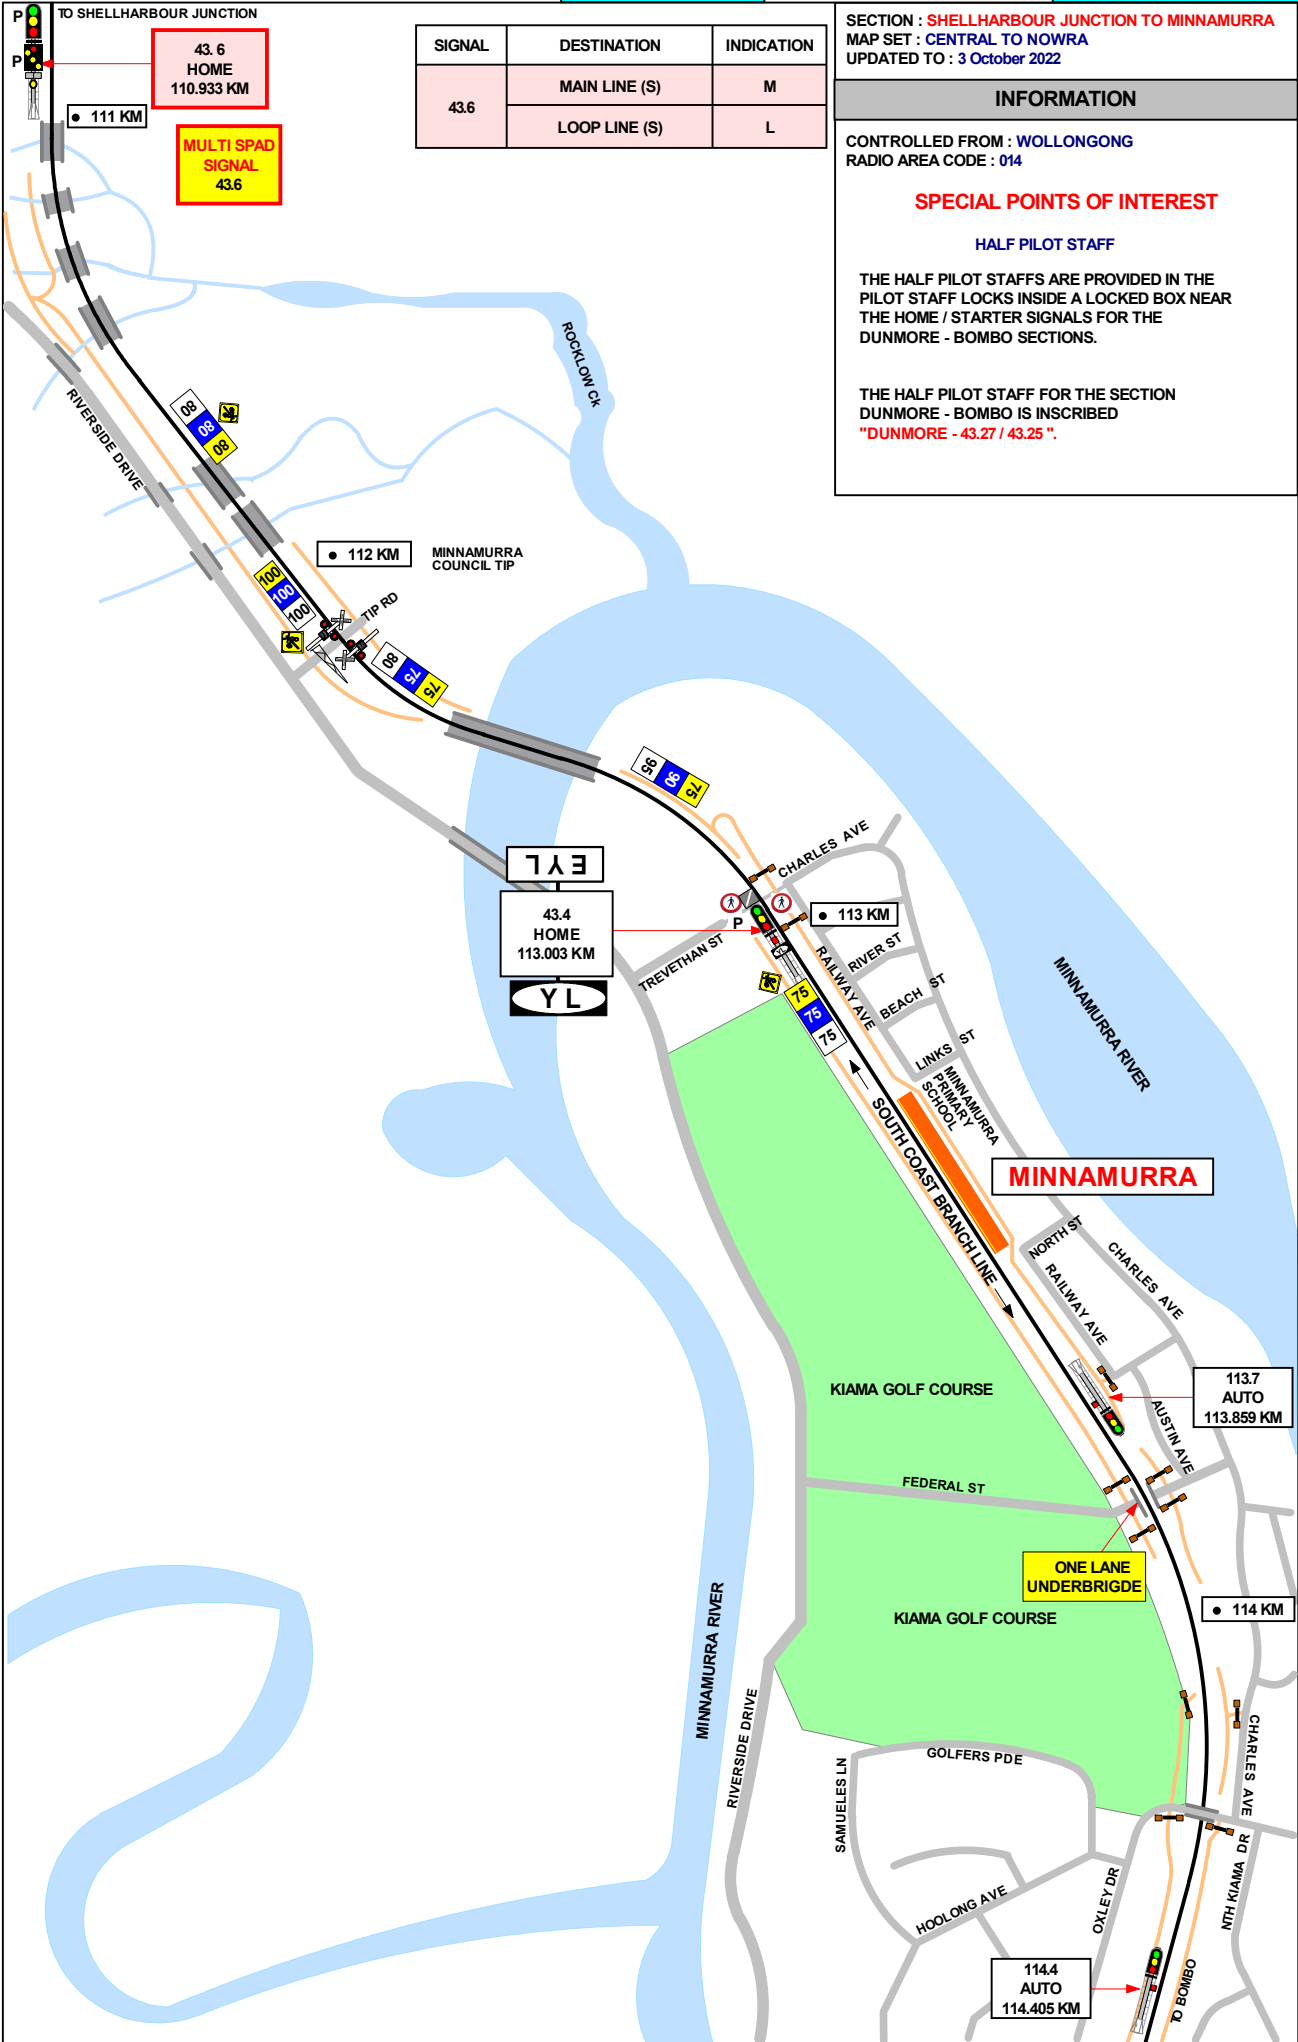 P
TO SHELLHARBOUR JUNCTION
P
43. 6
HOME
110.933 KM
111 KM
MULTI SPAD
SIGNAL
43.6
SIGNAL DESTINATION INDICATION
43.6
MAIN LINE (S) M
LOOP LINE (S) L
SECTION : SHELLHARBOUR JUNCTION TO MINNAMURRA
MAP SET : CENTRAL TO NOWRA
UPDATED TO : 3 October 2022
INFORMATION
CONTROLLED FROM : WOLLONGONG
RADIO AREA CODE : 014
SPECIAL POINTS OF INTEREST
HALF PILOT STAFF
THE HALF PILOT STAFFS ARE PROVIDED IN THE
PILOT STAFF LOCKS INSIDE A LOCKED BOX NEAR
THE HOME / STARTER SIGNALS FOR THE
DUNMORE - BOMBO SECTIONS.
THE HALF PILOT STAFF FOR THE SECTION
DUNMORE - BOMBO IS INSCRIBED
"DUNMORE - 43.27 / 43.25 ".
ROCKLOW CK
RIVERSIDE DRIVE
80
80
80
112 KM
MINNAMURRA
COUNCIL TIP
100
100
100
TIP RD
80
75
75
95
90
75
EYL
43.4
HOME
113.003 KM
YL
CHARLES AVE
P
113 KM
TREVETHAN ST
RAILWAY AVE
RIVER ST
BEACH ST
LINKS ST
75
75
75
MINNAMURRA
PRIMARY
SCHOOL
MINNAMURRA RIVER
SOUTH COAST BRANCH LINE
MINNAMURRA
NORTH ST
CHARLES AVE
RAILWAY AVE
KIAMA GOLF COURSE
113.7
AUTO
113.859 KM
AUSTIN AVE
FEDERAL ST
ONE LANE
UNDERBRIGDE
114 KM
KIAMA GOLF COURSE
MINNAMURRA RIVER
RIVERSIDE DRIVE
GOLFERS PDE
SAMUELES LN
CHARLES AVE
HOOLONG AVE
OXLEY DR
NTH KIAMA DR
114.4
AUTO
114.405 KM
TO BOMBO